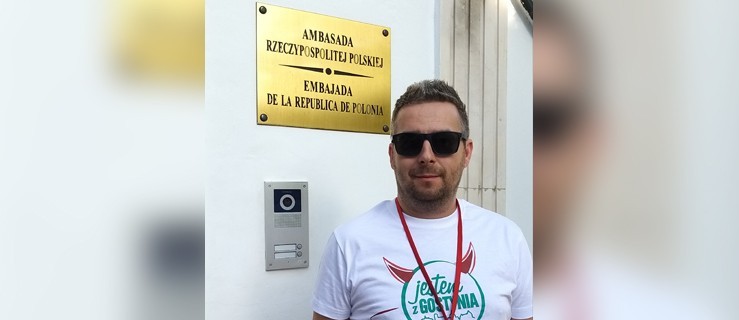 AMBASADA
RZECZYPOSPOLITEJ POLSKIEJ
EMBAJADA
DE LA REPUBLICA DE POLONIA
jestem
Z GOSTYNIA